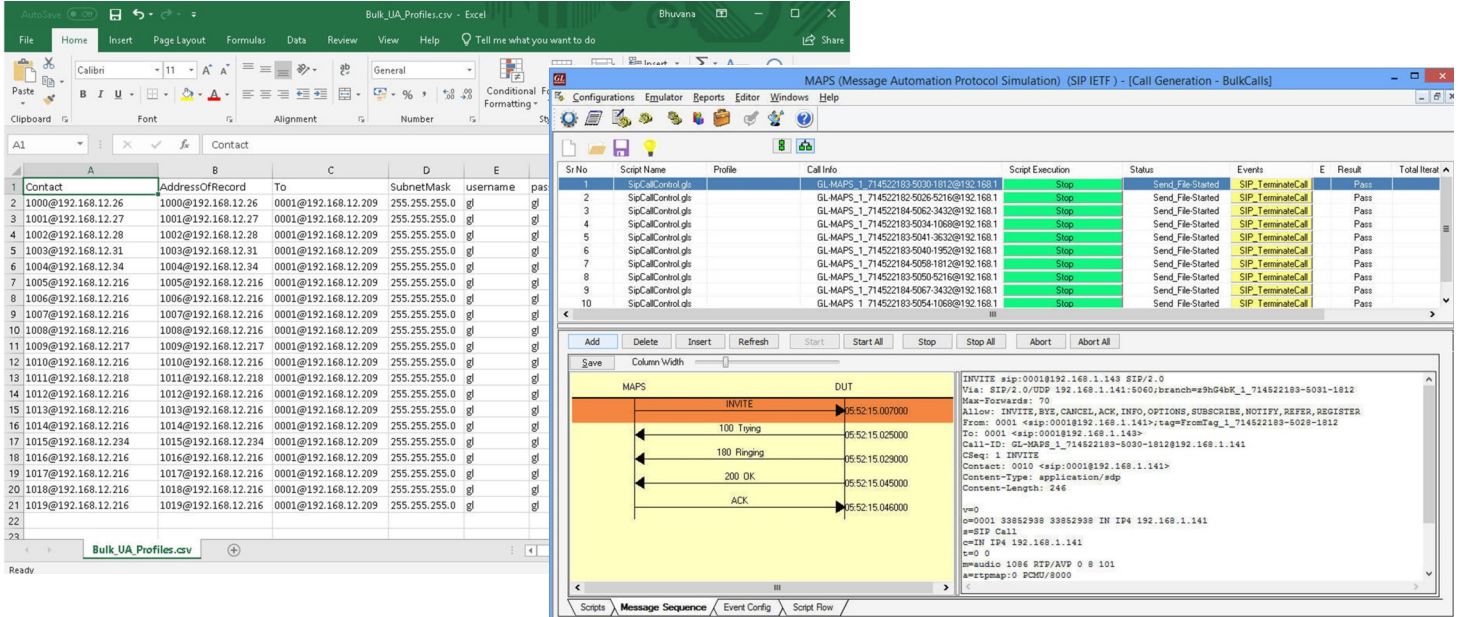 AutoSave Off Bulk_UA_Profiles.csv - Excel Bhuvana
File Home Insert Page Layout Formulas Data Review View Help Tell me what you want to do Share
Calibri 11 General
Paste B I U Conditional
Formatting
Clipboard Font Alignment Number
A1 fx Contact
A B C D E
1 Contact AddressOfRecord To SubnetMask username pas
2 1000@192.168.12.26 1000@192.168.12.26 0001@192.168.12.209 255.255.255.0 gl gl
3 1001@192.168.12.27 1001@192.168.12.27 0001@192.168.12.209 255.255.255.0 gl gl
4 1002@192.168.12.28 1002@192.168.12.28 0001@192.168.12.209 255.255.255.0 gl gl
5 1003@192.168.12.31 1003@192.168.12.31 0001@192.168.12.209 255.255.255.0 gl gl
6 1004@192.168.12.34 1004@192.168.12.34 0001@192.168.12.209 255.255.255.0 gl gl
7 1005@192.168.12.216 1005@192.168.12.216 0001@192.168.12.209 255.255.255.0 gl gl
8 1006@192.168.12.216 1006@192.168.12.216 0001@192.168.12.209 255.255.255.0 gl gl
9 1007@192.168.12.216 1007@192.168.12.216 0001@192.168.12.209 255.255.255.0 gl gl
10 1008@192.168.12.216 1008@192.168.12.216 0001@192.168.12.209 255.255.255.0 gl gl
11 1009@192.168.12.217 1009@192.168.12.217 0001@192.168.12.209 255.255.255.0 gl gl
12 1010@192.168.12.216 1010@192.168.12.216 0001@192.168.12.209 255.255.255.0 gl gl
13 1011@192.168.12.218 1011@192.168.12.218 0001@192.168.12.209 255.255.255.0 gl gl
14 1012@192.168.12.216 1012@192.168.12.216 0001@192.168.12.209 255.255.255.0 gl gl
15 1013@192.168.12.216 1013@192.168.12.216 0001@192.168.12.209 255.255.255.0 gl gl
16 1014@192.168.12.216 1014@192.168.12.216 0001@192.168.12.209 255.255.255.0 gl gl
17 1015@192.168.12.234 1015@192.168.12.234 0001@192.168.12.209 255.255.255.0 gl gl
18 1016@192.168.12.216 1016@192.168.12.216 0001@192.168.12.209 255.255.255.0 gl gl
19 1017@192.168.12.216 1017@192.168.12.216 0001@192.168.12.209 255.255.255.0 gl gl
20 1018@192.168.12.216 1018@192.168.12.216 0001@192.168.12.209 255.255.255.0 gl gl
21 1019@192.168.12.216 1019@192.168.12.216 0001@192.168.12.209 255.255.255.0 gl gl
22
23
Bulk_UA_Profiles.csv
Ready
GL MAPS (Message Automation Protocol Simulation) (SIP IETF ) - [Call Generation - BulkCalls]
Configurations Emulator Reports Editor Windows Help
Sr No Script Name Profile Call Info Script Execution Status Events E Result Total Iterat
1 SipCallControl.gls GL-MAPS_1_714522183-5030-1812@192.168.1 Stop Send_File-Started SIP_TerminateCall Pass
2 SipCallControl.gls GL-MAPS_1_714522182-5026-5216@192.168.1 Stop Send_File-Started SIP_TerminateCall Pass
3 SipCallControl.gls GL-MAPS_1_714522184-5062-3432@192.168.1 Stop Send_File-Started SIP_TerminateCall Pass
4 SipCallControl.gls GL-MAPS_1_714522183-5034-1068@192.168.1 Stop Send_File-Started SIP_TerminateCall Pass
5 SipCallControl.gls GL-MAPS_1_714522183-5041-3632@192.168.1 Stop Send_File-Started SIP_TerminateCall Pass
6 SipCallControl.gls GL-MAPS_1_714522183-5040-1952@192.168.1 Stop Send_File-Started SIP_TerminateCall Pass
7 SipCallControl.gls GL-MAPS_1_714522184-5058-1812@192.168.1 Stop Send_File-Started SIP_TerminateCall Pass
8 SipCallControl.gls GL-MAPS_1_714522183-5050-5216@192.168.1 Stop Send_File-Started SIP_TerminateCall Pass
9 SipCallControl.gls GL-MAPS_1_714522184-5067-3432@192.168.1 Stop Send_File-Started SIP_TerminateCall Pass
10 SipCallControl.gls GL-MAPS_1_714522183-5054-1068@192.168.1 Stop Send_File-Started SIP_TerminateCall Pass
Add Delete Insert Refresh Start Start All Stop Stop All Abort Abort All
Save Column Width
MAPS DUT
INVITE
05:52:15.007000
100 Trying
05:52:15.025000
180 Ringing
05:52:15.029000
200 OK
05:52:15.045000
ACK
05:52:15.046000
INVITE sip:0001@192.168.1.143 SIP/2.0
Via: SIP/2.0/UDP 192.168.1.141:5060;branch=z9hG4bK_1_714522183-5031-1812
Max-Forwards: 70
Allow: INVITE,BYE,CANCEL,ACK,INFO,OPTIONS,SUBSCRIBE,NOTIFY,REFER,REGISTER
From: 0001 <sip:0001@192.168.1.141>;tag=FromTag_1_714522183-5028-1812
To: 0001 <sip:0001@192.168.1.143>
Call-ID: GL-MAPS_1_714522183-5030-1812@192.168.1.141
CSeq: 1 INVITE
Contact: 0010 <sip:0001@192.168.1.141>
Content-Type: application/sdp
Content-Length: 246
v=0
o=0001 33852938 33852938 IN IP4 192.168.1.141
s=SIP Call
c=IN IP4 192.168.1.141
t=0 0
m=audio 1086 RTP/AVP 0 8 101
a=rtpmap:0 PCMU/8000
Scripts Message Sequence Event Config Script Flow